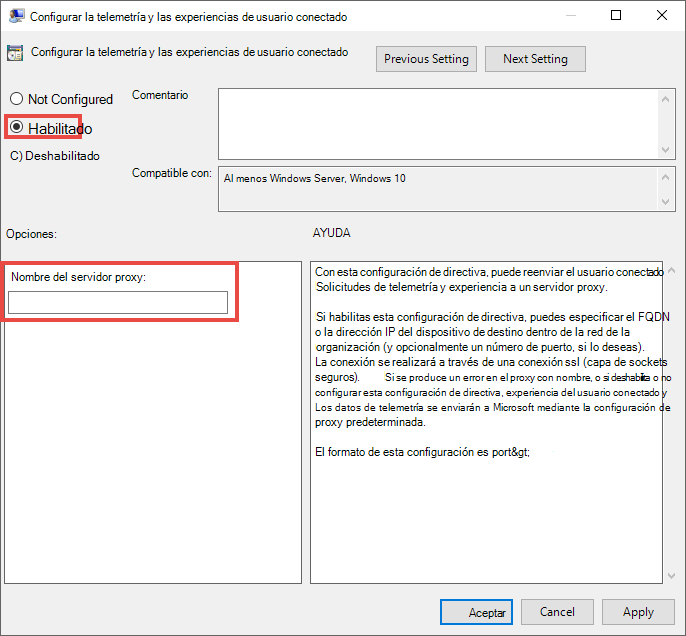 Configurar la telemetría y las experiencias de usuario conectado
Configurar la telemetría y las experiencias de usuario conectado
Previous Setting
Next Setting
Not Configured
Comentario
Habilitado
C) Deshabilitado
Compatible con:
Al menos Windows Server, Windows 10
Opciones:
AYUDA
Nombre del servidor proxy:
Con esta configuración de directiva, puede reenviar el usuario conectado
Solicitudes de telemetría y experiencia a un servidor proxy.
Si habilitas esta configuración de directiva, puedes especificar el FQDN
o la dirección IP del dispositivo de destino dentro de la red de la
organización (y opcionalmente un número de puerto, si lo deseas).
La conexión se realizará a través de una conexión ssl (capa de sockets
seguros). Si se produce un error en el proxy con nombre, o si deshabilita o no
configurar esta configuración de directiva, experiencia del usuario conectado y
Los datos de telemetría se enviarán a Microsoft mediante la configuración de
proxy predeterminada.
El formato de esta configuración es port&gt;
Aceptar
Cancel
Apply